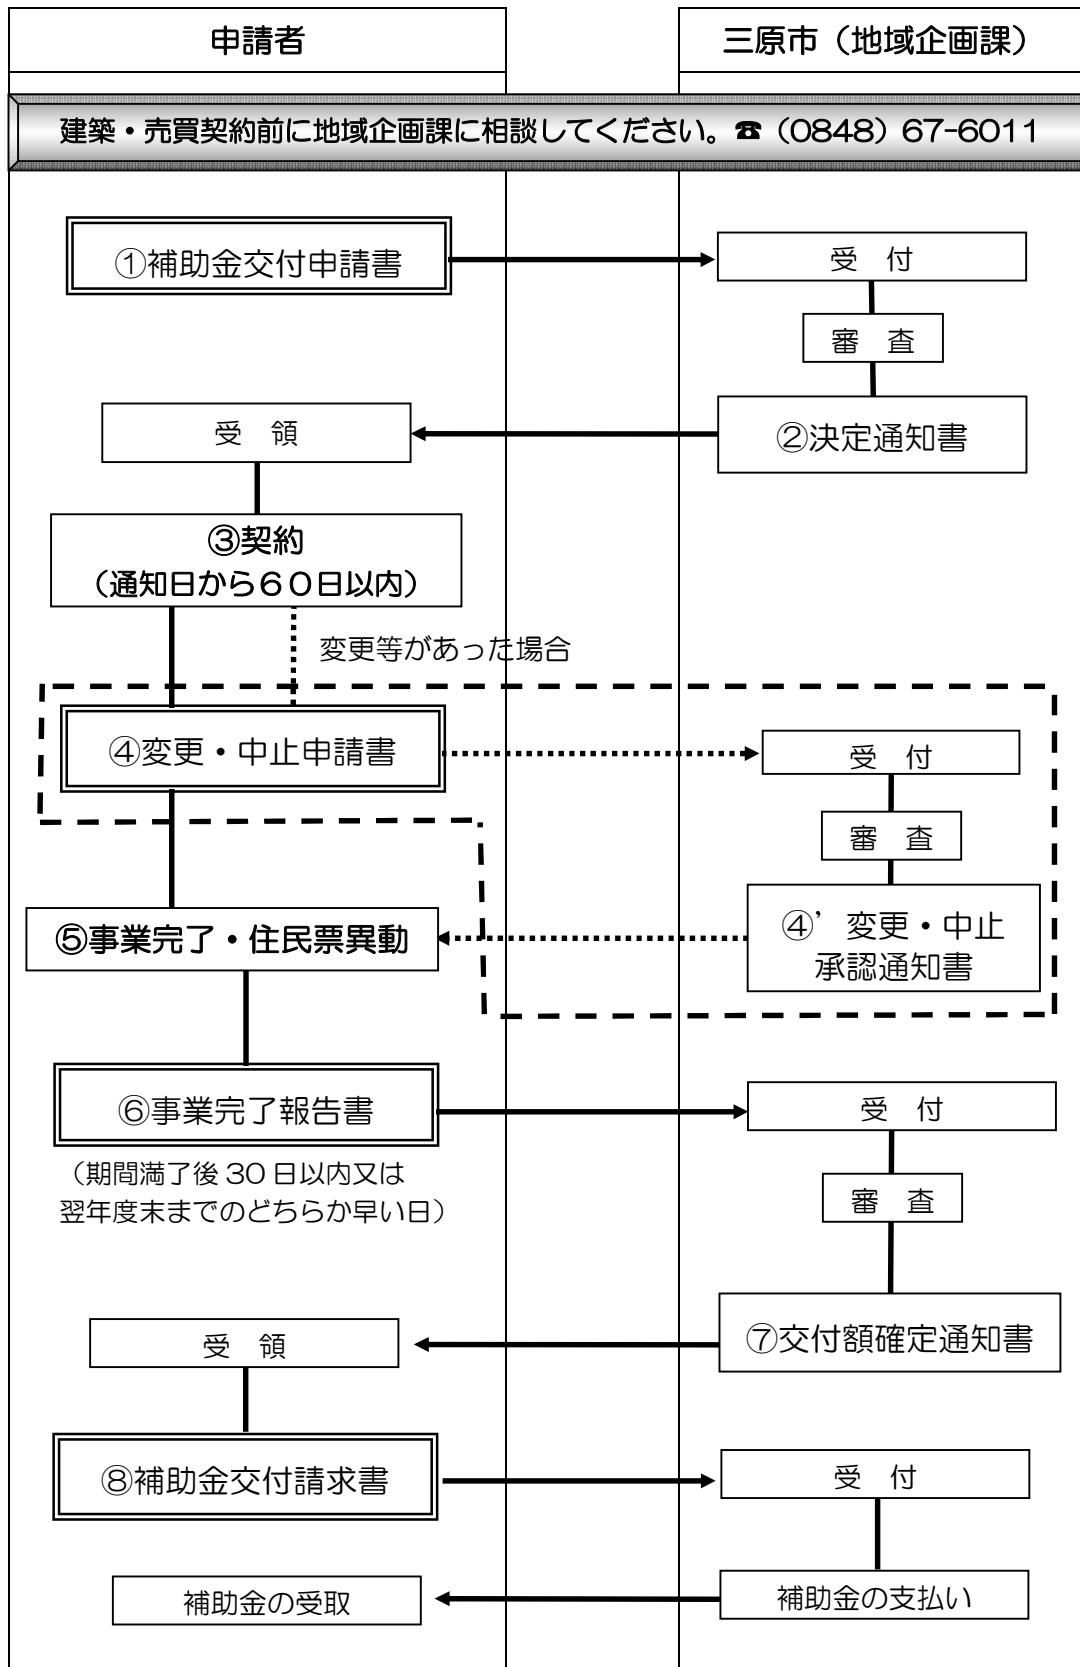 申請者
三原市（地域企画課）
建築・売買契約前に地域企画課に相談してください。☎（0848）67-6011
①補助金交付申請書
受　付
審　査
②決定通知書
受　領
③契約
（通知日から６０日以内）
変更等があった場合
④変更・中止申請書
受　付
審　査
④’変更・中止
承認通知書
⑤事業完了・住民票異動
⑥事業完了報告書
（期間満了後 30 日以内又は
翌年度末までのどちらか早い日）
受　付
審　査
⑦交付額確定通知書
受　領
⑧補助金交付請求書
受　付
補助金の支払い
補助金の受取